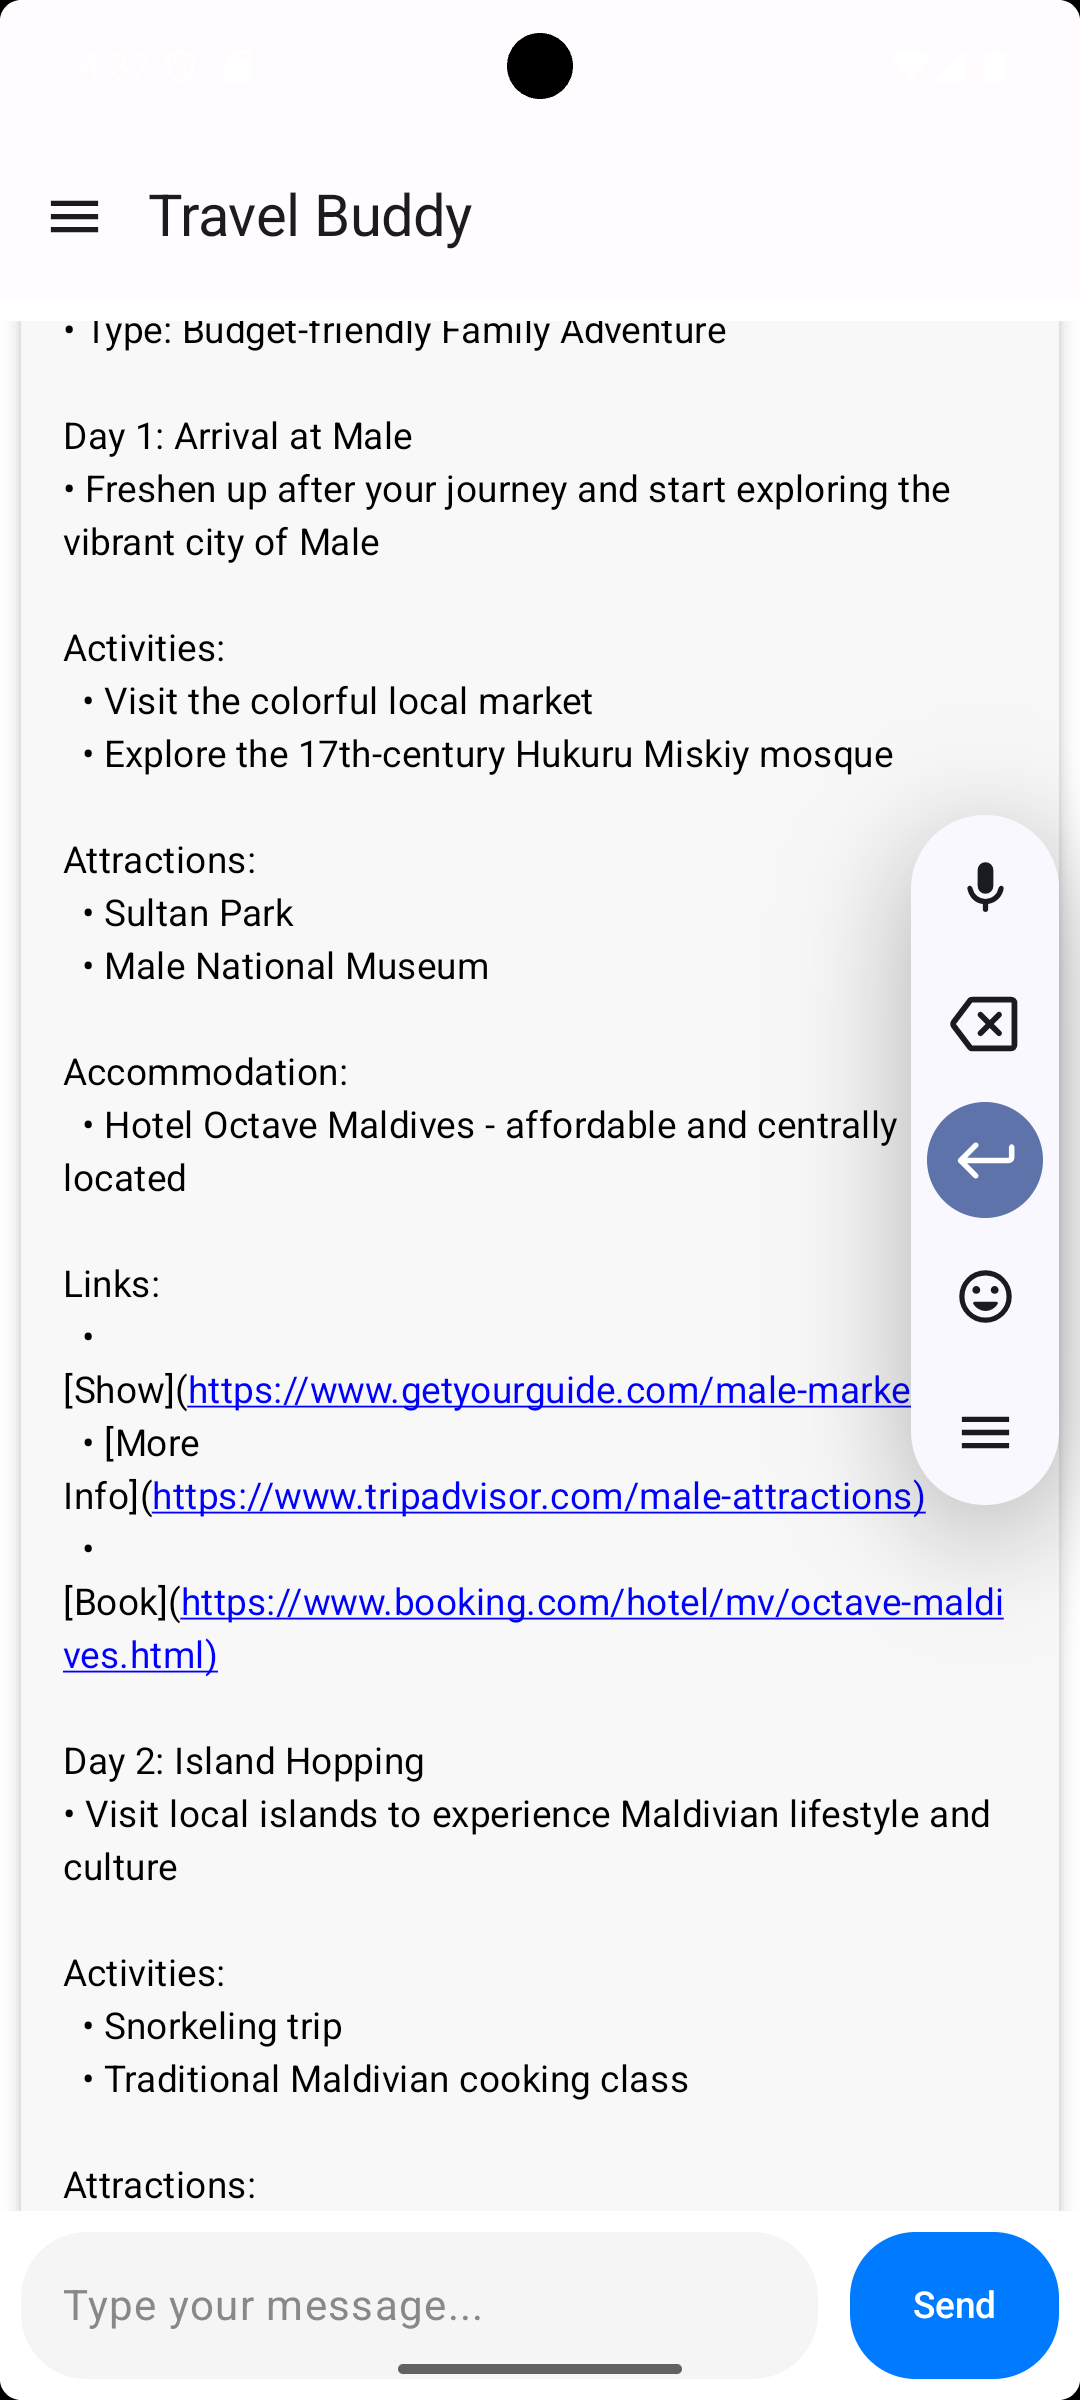 Travel Buddy
• Type: Budget-friendly Family Adventure
Day 1: Arrival at Male
• Freshen up after your journey and start exploring the
vibrant city of Male
Activities:
• Visit the colorful local market
• Explore the 17th-century Hukuru Miskiy mosque
Attractions:
• Sultan Park
• Male National Museum
Accommodation:
• Hotel Octave Maldives - affordable and centrally
located
Links:
•
[Show](https://www.getyourguide.com/male-marke
• [More
Info](https://www.tripadvisor.com/male-attractions)
•
[Book](https://www.booking.com/hotel/mv/octave-maldi
ves.html)
Day 2: Island Hopping
• Visit local islands to experience Maldivian lifestyle and
culture
Activities:
• Snorkeling trip
• Traditional Maldivian cooking class
Attractions:
Type your message...
Send